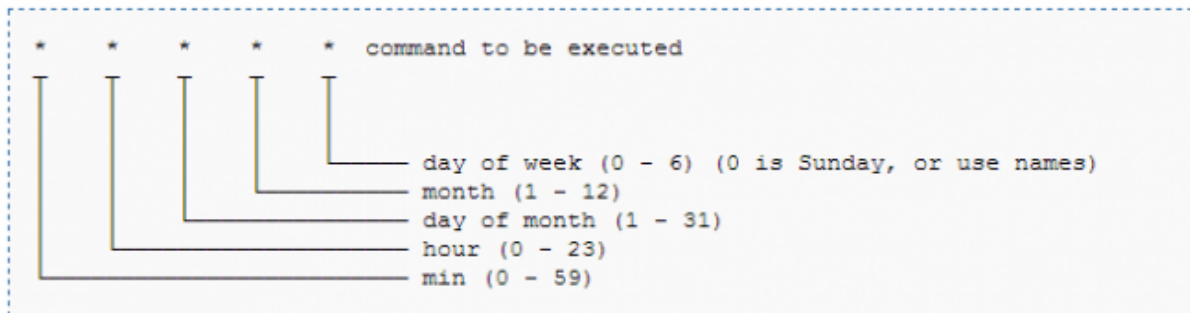 * * * * * command to be executed
day of week (0 - 6) (0 is Sunday, or use names)
month (1 - 12)
day of month (1 - 31)
hour (0 - 23)
min (0 - 59)